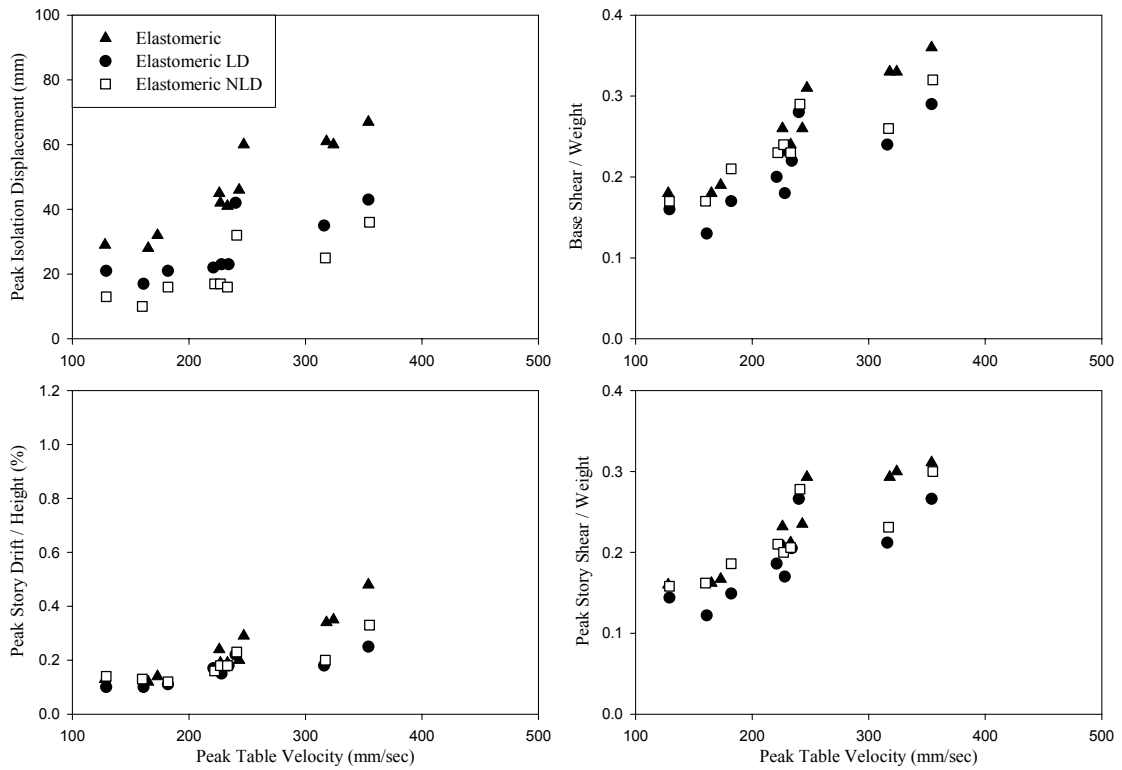 Peak Isolation Displacement (mm)
100
80
60
40
20
0
Elastomeric
Elastomeric LD
Elastomeric NLD
100 200 300 400 500
Base Shear / Weight
0.4
0.3
0.2
0.1
0.0
100 200 300 400 500
Peak Story Drift / Height (%)
1.2
1.0
0.8
0.6
0.4
0.2
0.0
100 200 300 400 500
Peak Table Velocity (mm/sec)
Peak Story Shear / Weight
0.4
0.3
0.2
0.1
0.0
100 200 300 400 500
Peak Table Velocity (mm/sec)